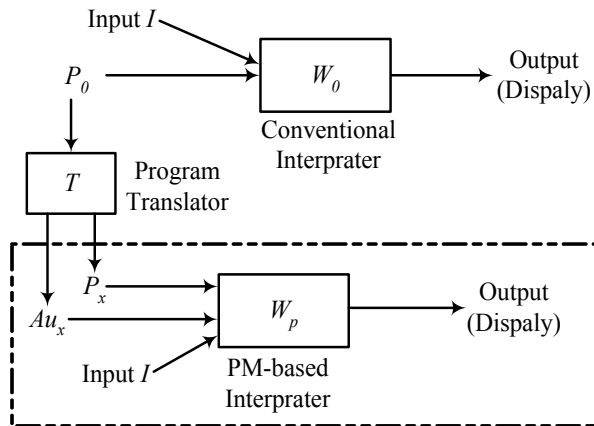 Input I
P0
W0
Output
(Dispaly)
Conventional
Interprater
T
Program
Translator
Px
Aux
Wp
Output
(Dispaly)
Input I
PM-based
Interprater